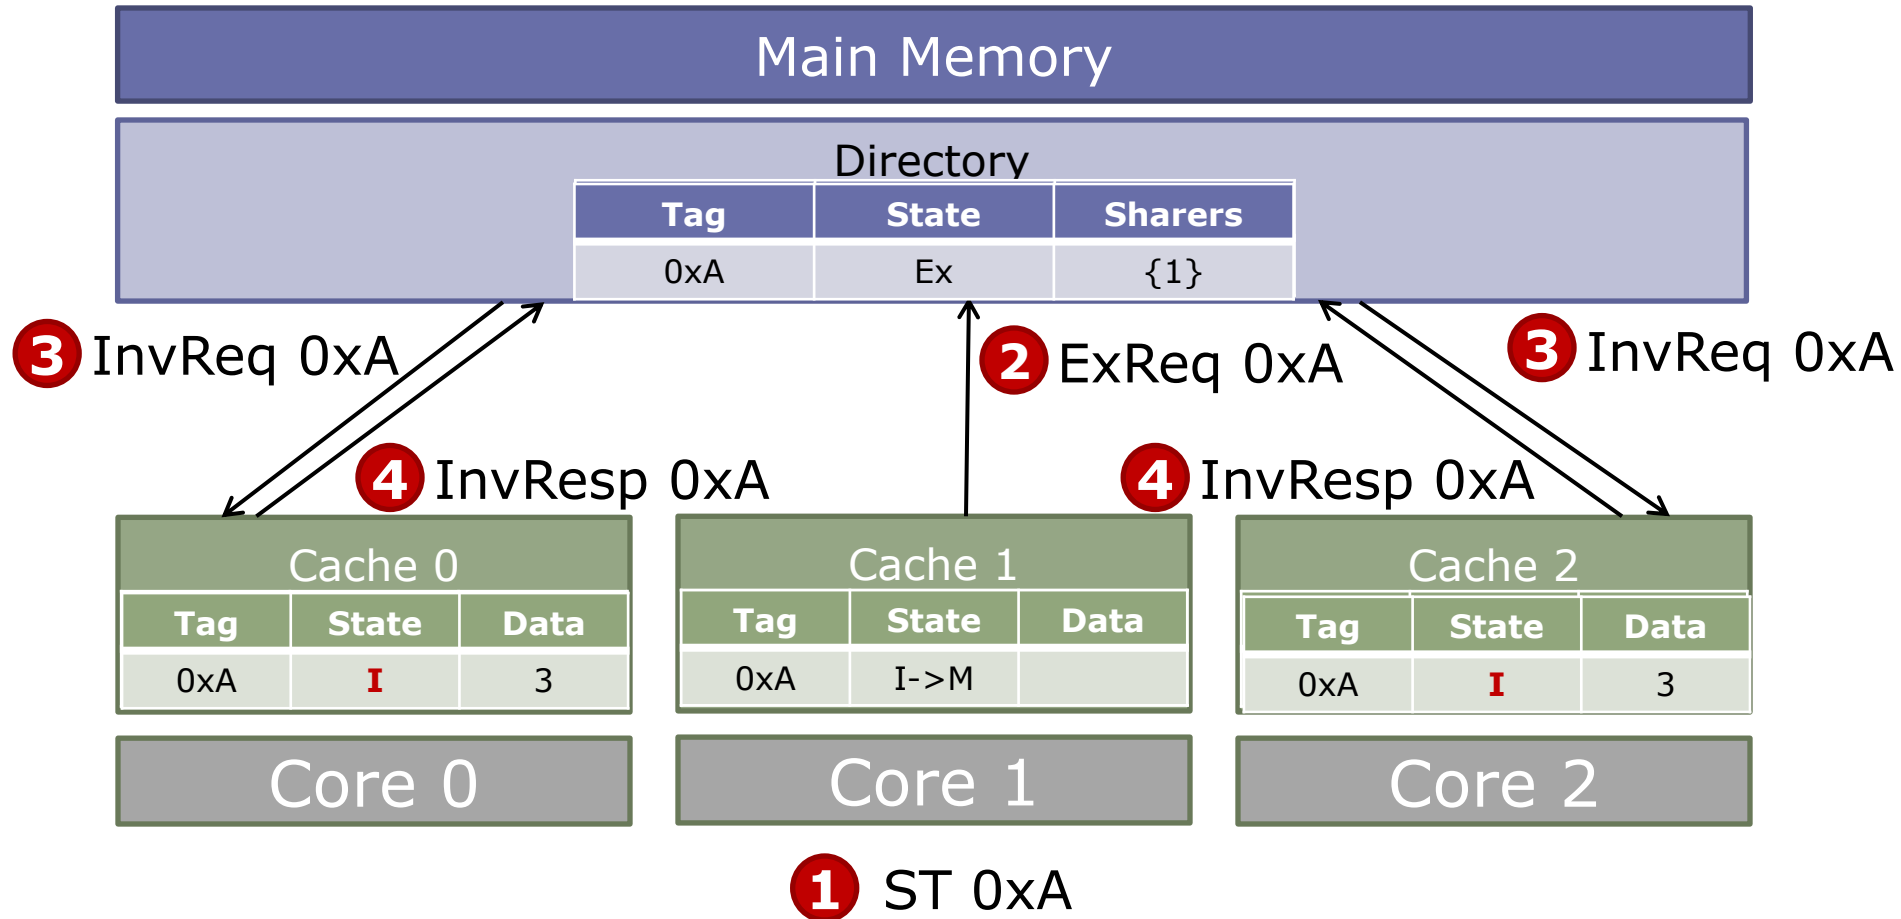 Main Memory
Directory
Tag State Sharers
0xA Ex {1}
3 InvReq 0xA
2 ExReq 0xA
3 InvReq 0xA
4 InvResp 0xA
4 InvResp 0xA
Cache 0
Tag State Data
0xA I 3
Cache 1
Tag State Data
0xA I->M
Cache 2
Tag State Data
0xA I 3
Core 0
Core 1
Core 2
1 ST 0xA